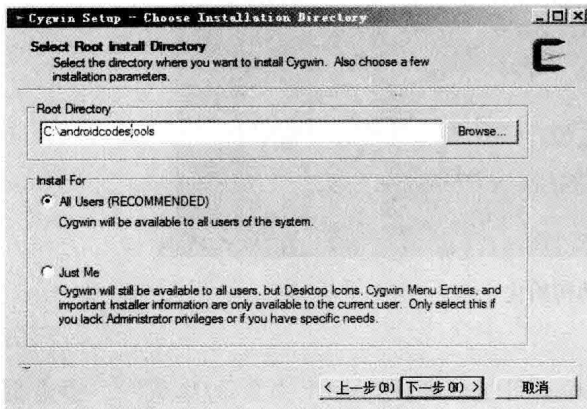 Cygwin Setup - Choose Installation Directory
Select Root Install Directory
Select the directory where you want to install Cygwin. Also choose a few
installation parameters.
Root Directory
C:\androidcodes\tools
Browse...
Install For
All Users (RECOMMENDED)
Cygwin will be available to all users of the system.
Just Me
Cygwin will still be available to all users, but Desktop Icons, Cygwin Menu Entries, and
important Installer information are only available to the current user. Only select this if
you lack Administrator privileges or if you have specific needs.
< 上一步(B) 下一步(N) > 取消